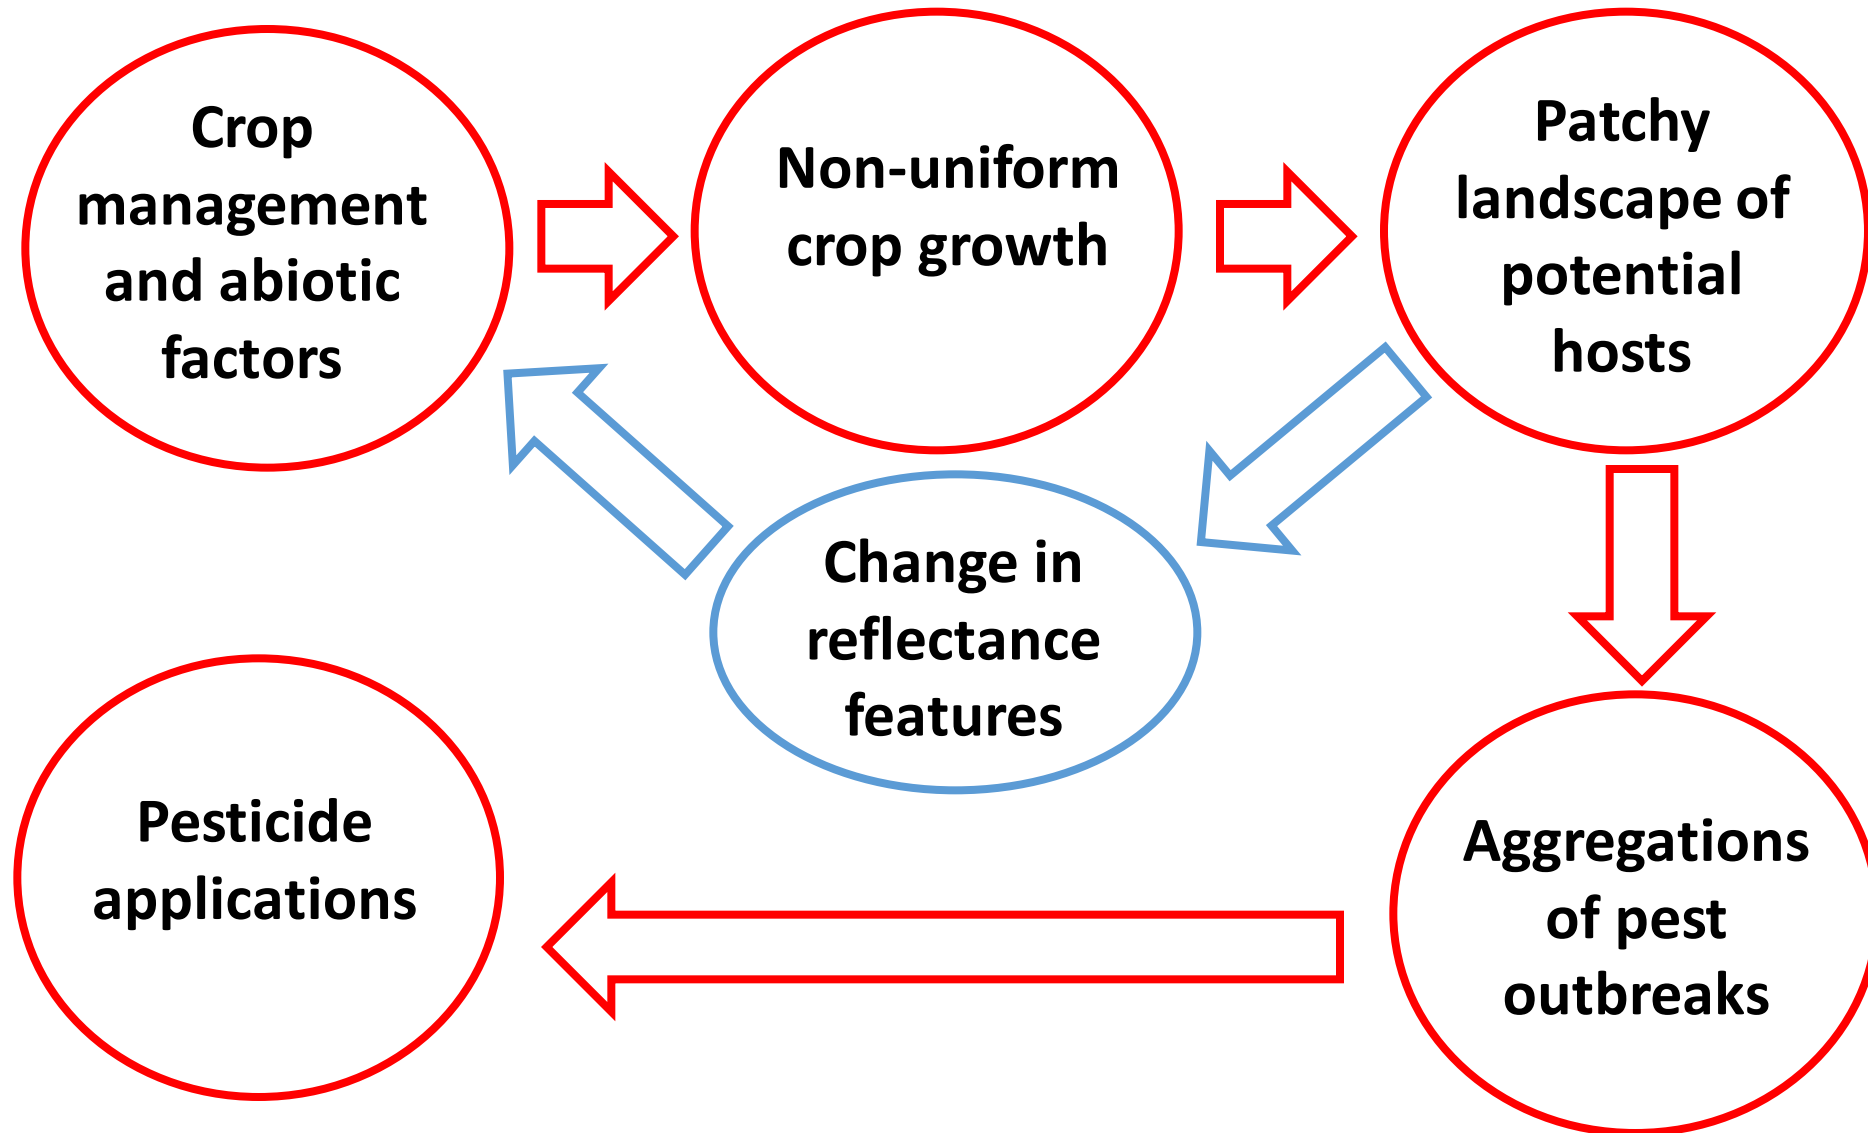 Crop
management
and abiotic
factors
Non-uniform
crop growth
Patchy
landscape of
potential
hosts
Change in
reflectance
features
Pesticide
applications
Aggregations
of pest
outbreaks